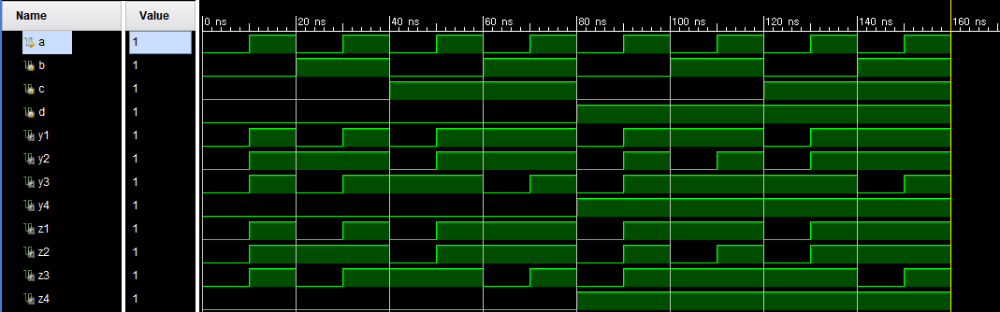 Name Value
0 ns 20 ns 40 ns 60 ns 80 ns 100 ns 120 ns 140 ns 160 ns
a 1
b 1
c 1
d 1
y1 1
y2 1
y3 1
y4 1
z1 1
z2 1
z3 1
z4 1